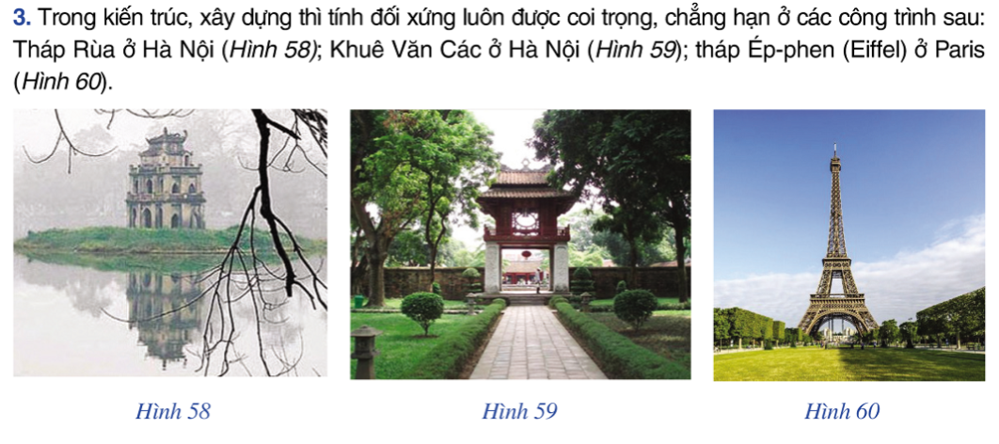 3. Trong kiến trúc, xây dựng thì tính đối xứng luôn được coi trọng, chẳng hạn ở các công trình sau:
Tháp Rùa ở Hà Nội (Hình 58); Khuê Văn Các ở Hà Nội (Hình 59); tháp Ép-phen (Eiffel) ở Paris
(Hình 60).
Hình 58
Hình 59
Hình 60